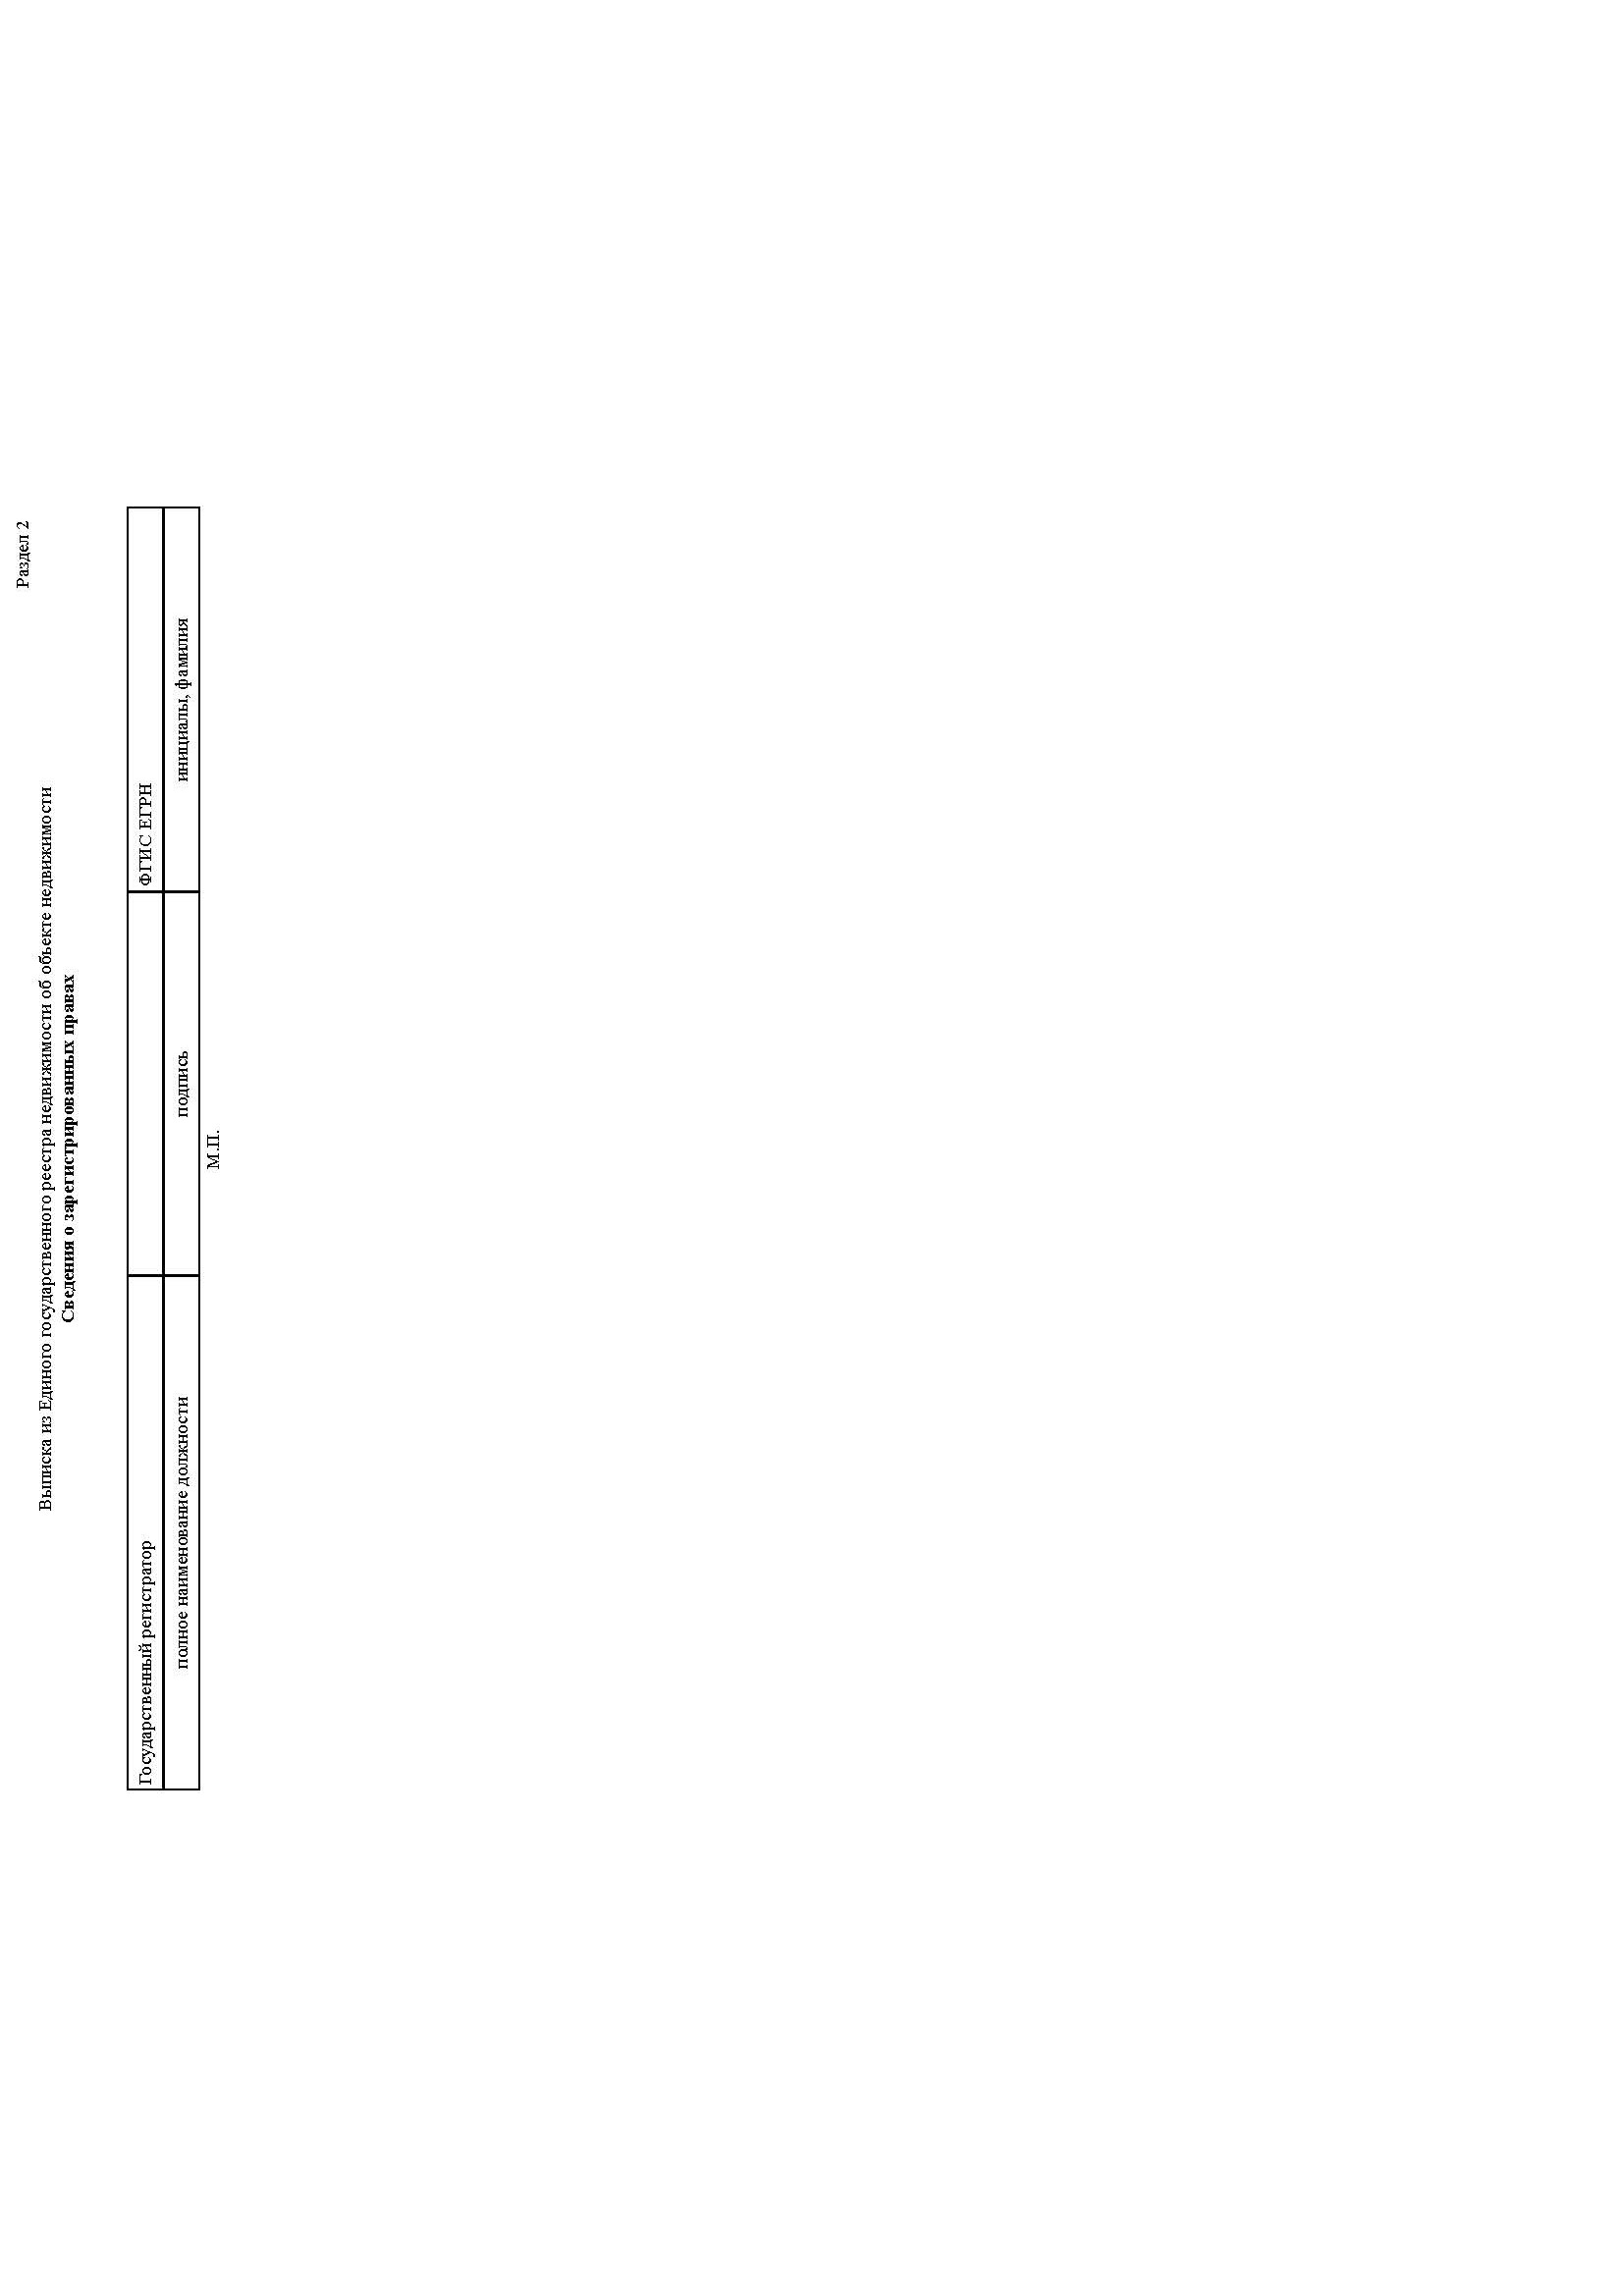 Раздел 2
Выписка из Единого государственного реестра недвижимости об объекте недвижимости
Сведения о зарегистрированных правах
Государственный регистратор ФГИС ЕГРН
полное наименование должности подпись инициалы, фамилия
М.П.